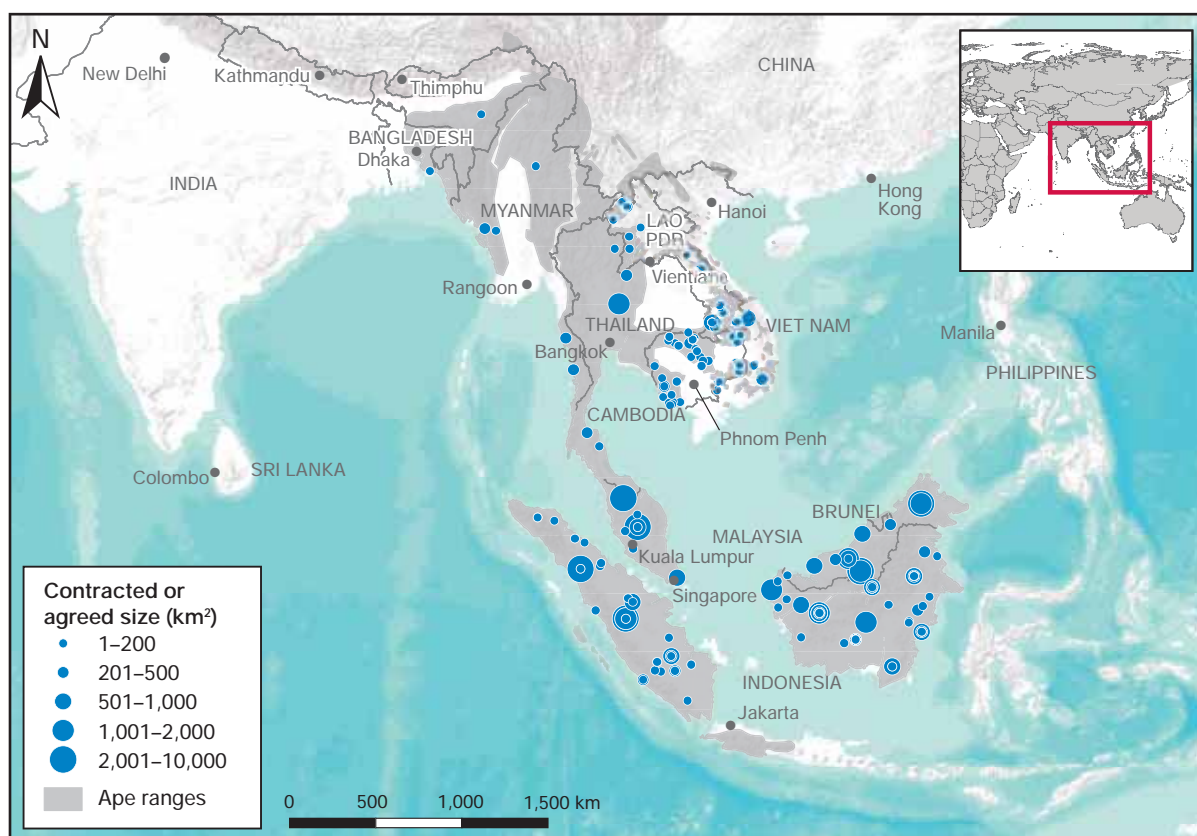 N
New Delhi
Kathmandu
Thimphu
CHINA
BANGLADESH
Dhaka
INDIA
MYANMAR
Hanoi
Hong
Kong
LAO
PDR
Vientiane
Rangoon
THAILAND
VIET NAM
Manila
Bangkok
PHILIPPINES
CAMBODIA
Phnom Penh
Colombo
SRI LANKA
BRUNEI
MALAYSIA
Kuala Lumpur
Singapore
INDONESIA
Jakarta
Contracted or
agreed size (km²)
1–200
201–500
501–1,000
1,001–2,000
2,001–10,000
Ape ranges
0 500 1,000 1,500 km